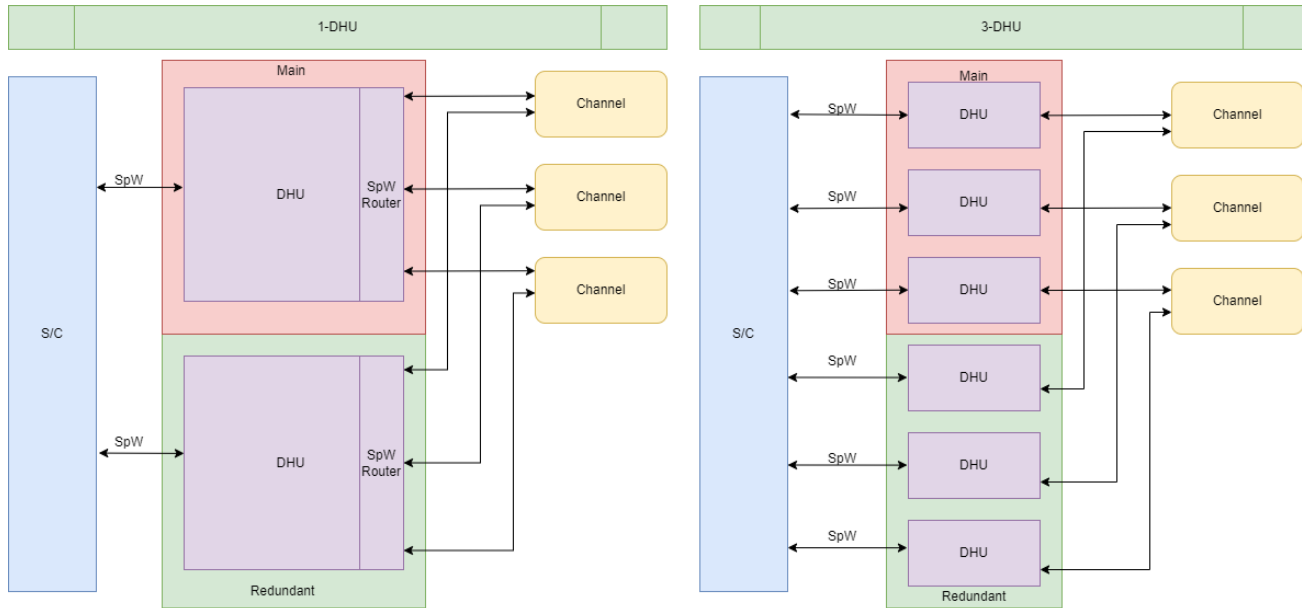 1-DHU
Main
S/C
SpW
DHU
SpW
Router
Channel
Channel
Channel
SpW
DHU
SpW
Router
Redundant
3-DHU
Main
S/C
SpW
DHU
Channel
SpW
DHU
Channel
SpW
DHU
Channel
SpW
DHU
SpW
DHU
SpW
DHU
Redundant